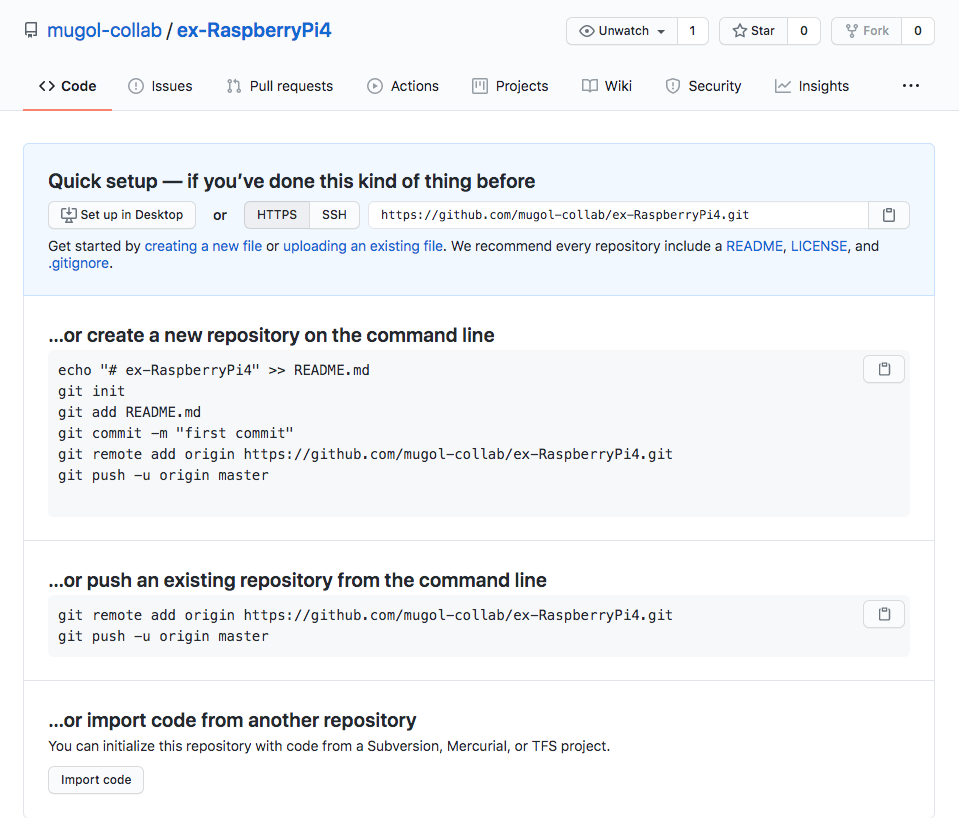 mugol-collab / ex-RaspberryPi4
Unwatch 1 Star 0 Fork 0
Code Issues Pull requests Actions Projects Wiki Security Insights ...
Quick setup — if you’ve done this kind of thing before
Set up in Desktop or HTTPS SSH https://github.com/mugol-collab/ex-RaspberryPi4.git
Get started by creating a new file or uploading an existing file. We recommend every repository include a README, LICENSE, and
.gitignore.
…or create a new repository on the command line
echo "# ex-RaspberryPi4" >> README.md
git init
git add README.md
git commit -m "first commit"
git remote add origin https://github.com/mugol-collab/ex-RaspberryPi4.git
git push -u origin master
…or push an existing repository from the command line
git remote add origin https://github.com/mugol-collab/ex-RaspberryPi4.git
git push -u origin master
…or import code from another repository
You can initialize this repository with code from a Subversion, Mercurial, or TFS project.
Import code